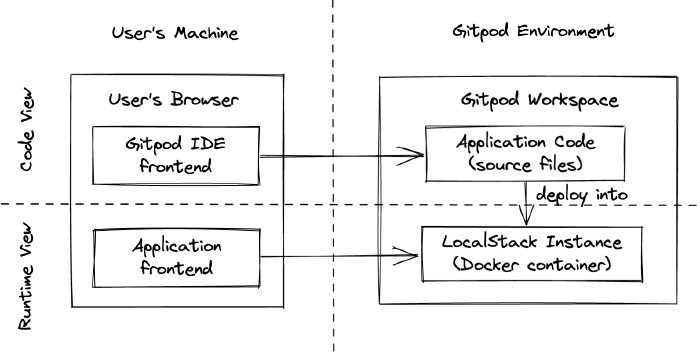 User's Machine
Gitpod Environment
Code View
User's Browser
Gitpod IDE
frontend
Gitpod Workspace
Application Code
(source files)
deploy into
Runtime View
Application
frontend
LocalStack Instance
(Docker container)